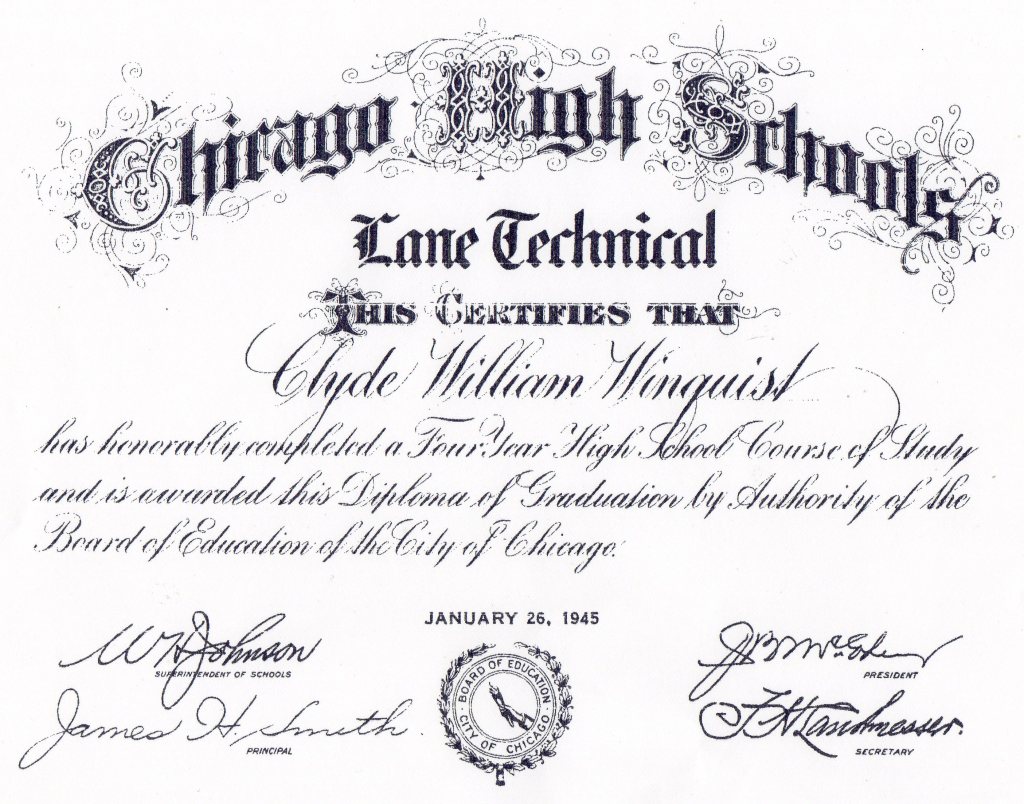 Chicago High Schools
Lane Technical
THIS CERTIFIES THAT
Clyde William Winquist
has honorably completed a Four Year High School Course of Study
and is awarded this Diploma of Graduation by Authority of the
Board of Education of the City of Chicago.
JANUARY 26, 1945
W H Johnson
SUPERINTENDENT OF SCHOOLS
James H. Smith
PRINCIPAL
BOARD OF EDUCATION
CITY OF CHICAGO
PRESIDENT
SECRETARY